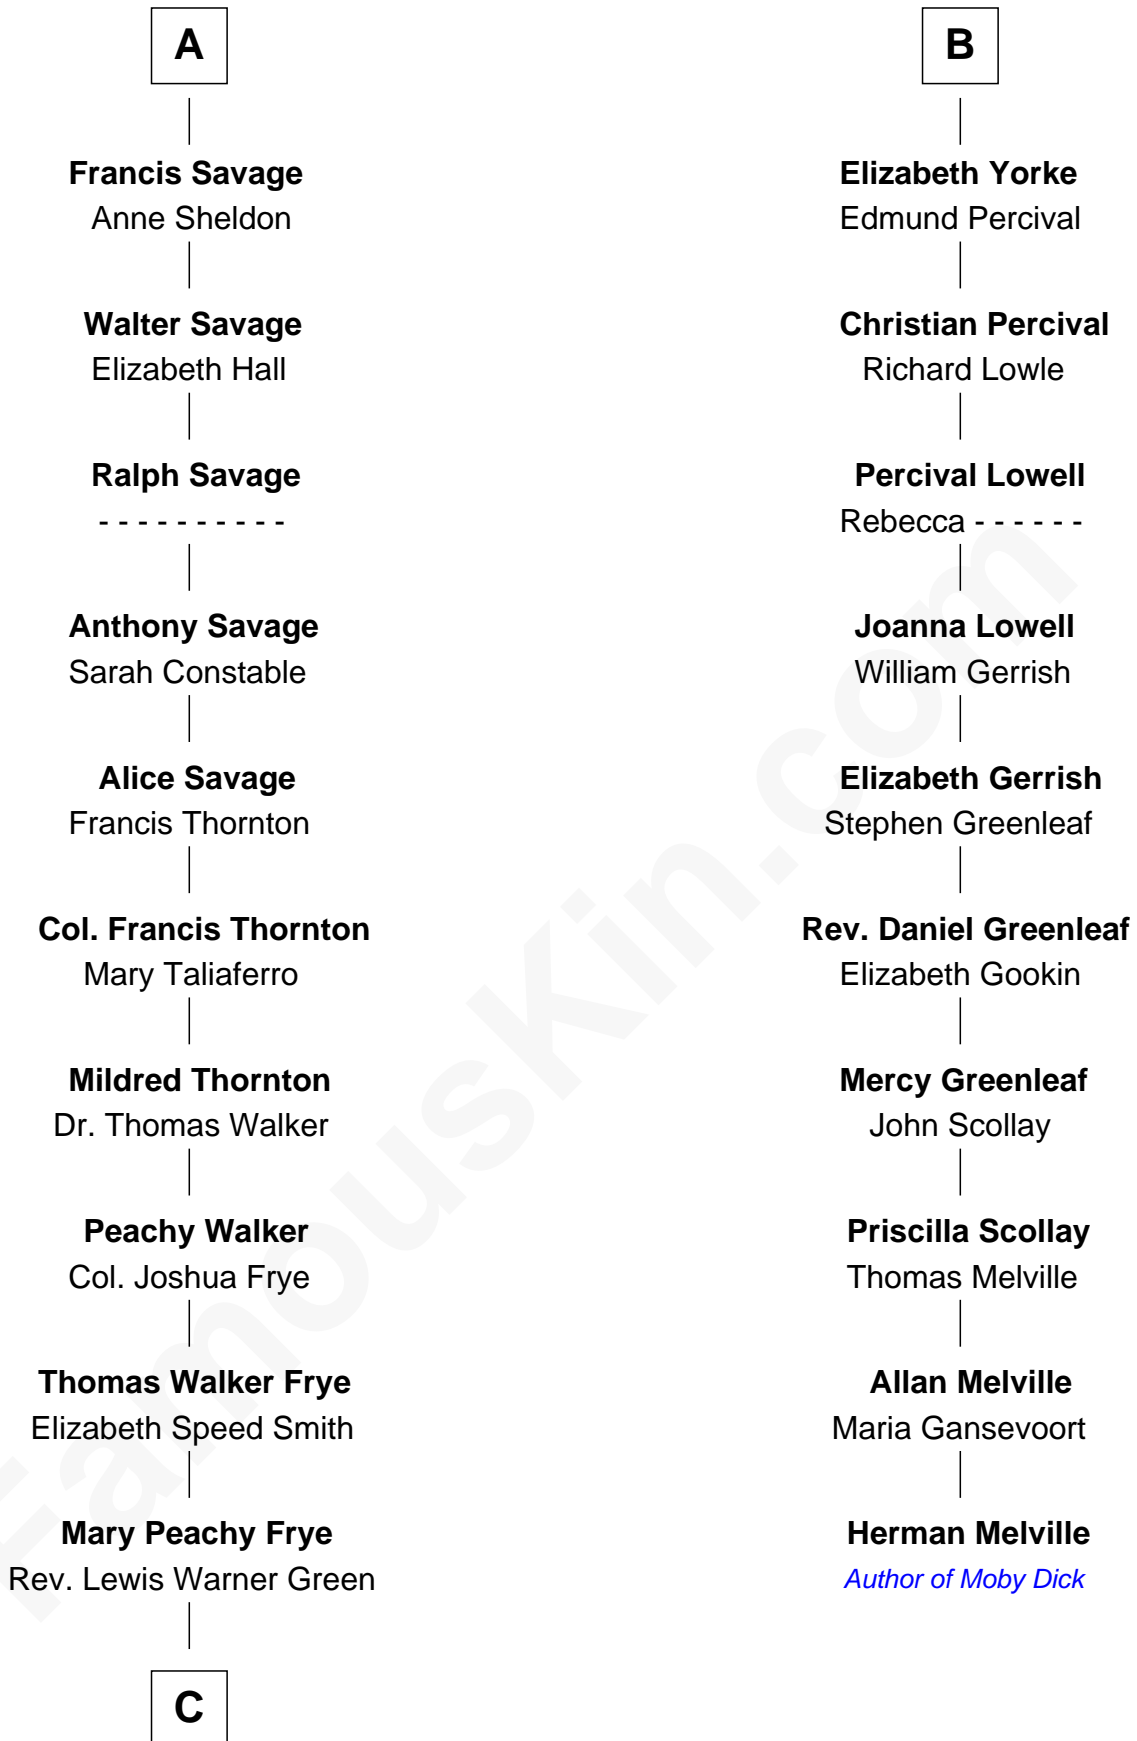 A
Francis Savage
Anne Sheldon
Walter Savage
Elizabeth Hall
Ralph Savage
- - - - - - - - - -
Anthony Savage
Sarah Constable
Alice Savage
Francis Thornton
Col. Francis Thornton
Mary Taliaferro
Mildred Thornton
Dr. Thomas Walker
Peachy Walker
Col. Joshua Frye
Thomas Walker Frye
Elizabeth Speed Smith
Mary Peachy Frye
Rev. Lewis Warner Green
C
B
Elizabeth Yorke
Edmund Percival
Christian Percival
Richard Lowle
Percival Lowell
Rebecca - - - - - -
Joanna Lowell
William Gerrish
Elizabeth Gerrish
Stephen Greenleaf
Rev. Daniel Greenleaf
Elizabeth Gookin
Mercy Greenleaf
John Scollay
Priscilla Scollay
Thomas Melville
Allan Melville
Maria Gansevoort
Herman Melville
Author of Moby Dick
FamousKin.com